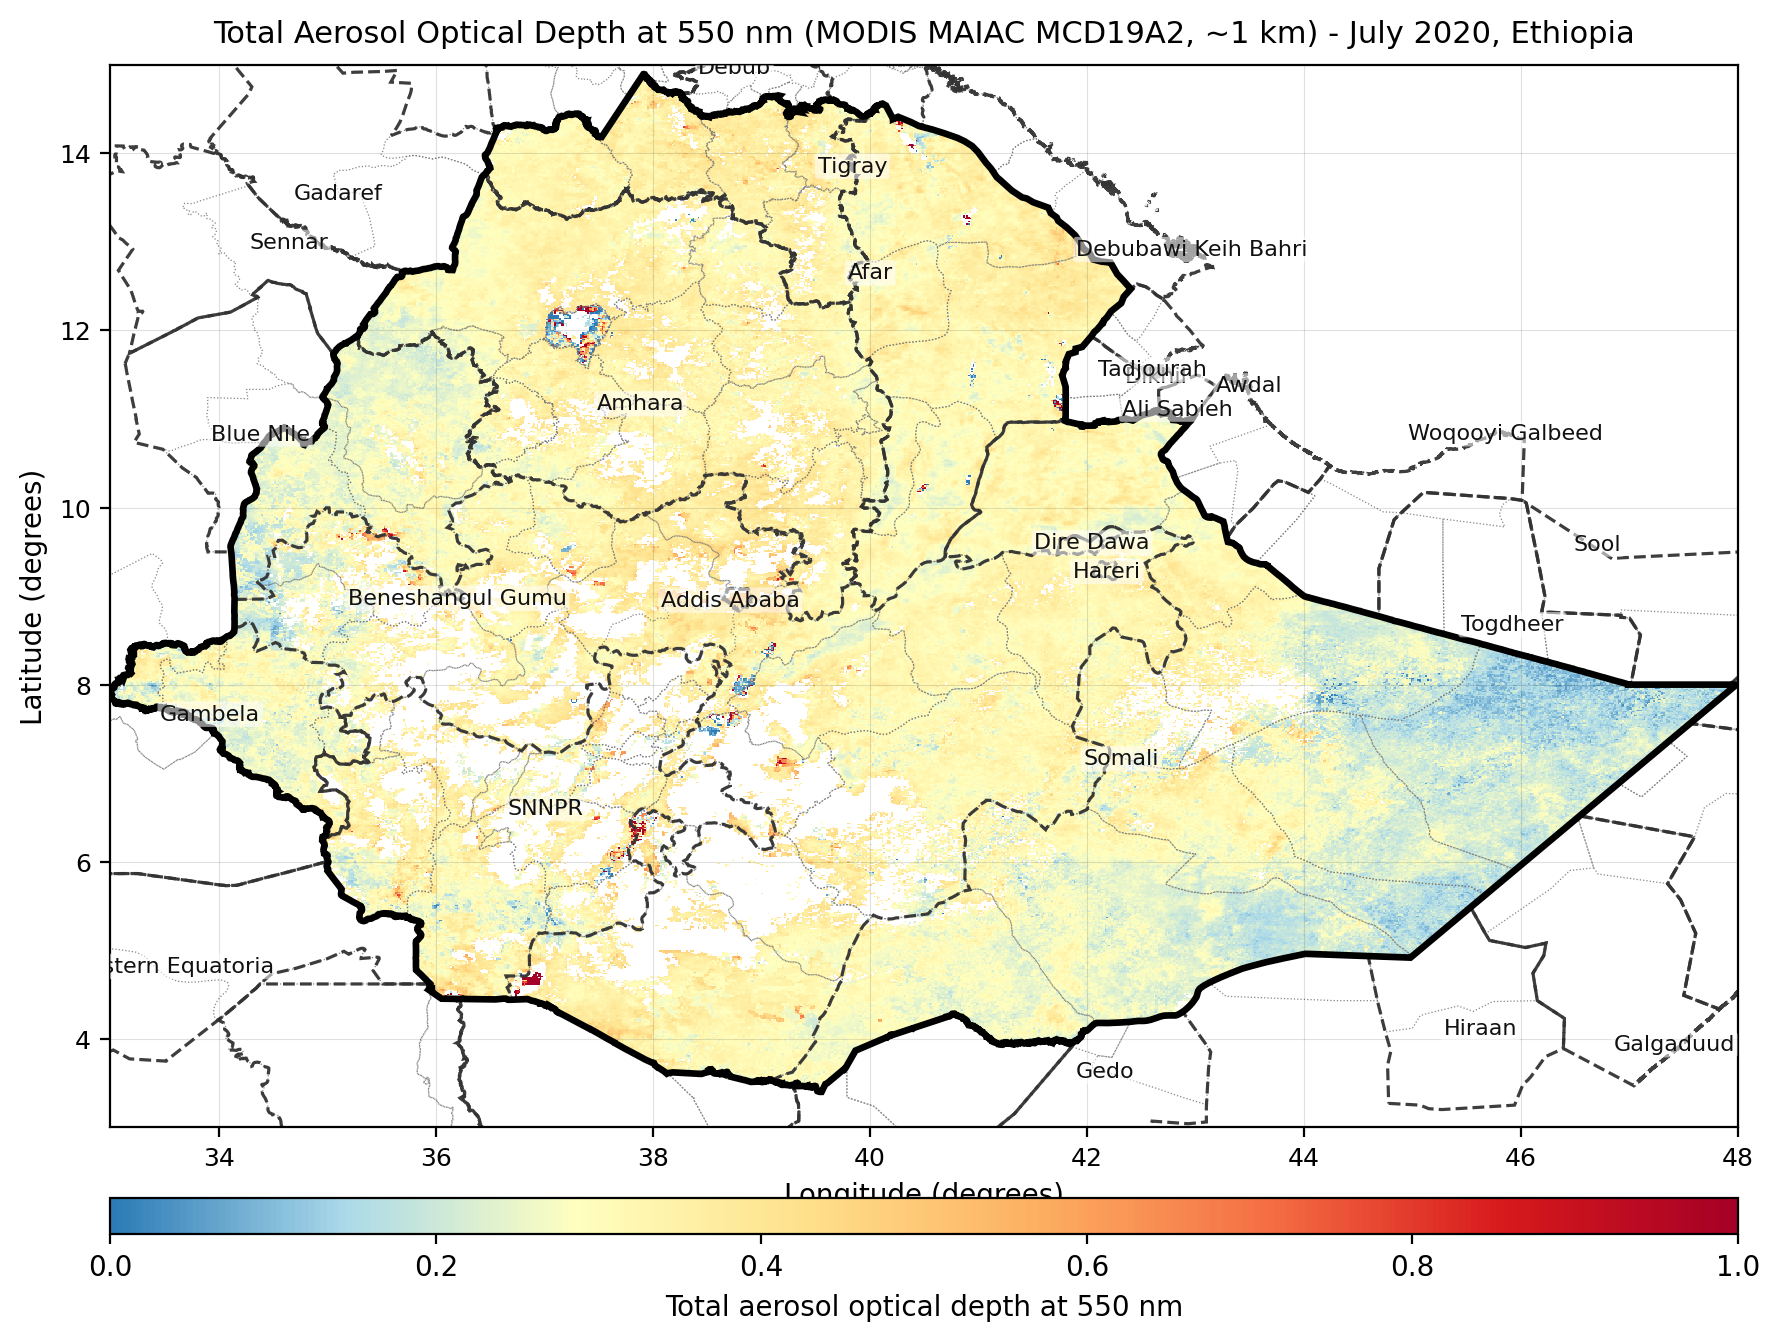 Total Aerosol Optical Depth at 550 nm (MODIS MAIAC MCD19A2, ~1 km) - July 2020, Ethiopia
Debub
14
Tigray
Gadaref
Sennar
Debubawi Keih Bahri
Afar
12
Tadjourah
Dikhil
Awdal
Amhara
Ali Sabieh
Blue Nile
Woqooyi Galbeed
10
Dire Dawa
Sool
Hareri
Beneshangul Gumu
Addis Ababa
Togdheer
8
Gambela
Somali
SNNPR
6
stern Equatoria
4
Hiraan
Galgaduud
Gedo
Latitude (degrees)
34 36 38 40 42 44 46 48
Longitude (degrees)
0.0 0.2 0.4 0.6 0.8 1.0
Total aerosol optical depth at 550 nm